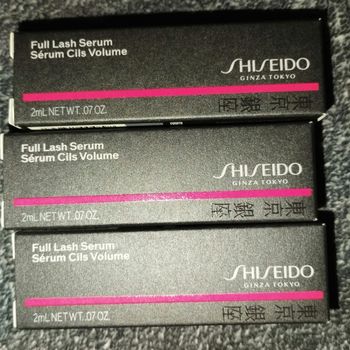 Full Lash Serum
Sérum Cils Volume
SHISEIDO
GINZA TOKYO
2mL NET WT. .07 OZ.
東京銀座
Full Lash Serum
Sérum Cils Volume
SHISEIDO
GINZA TOKYO
2mL NET WT. .07 OZ.
東京銀座
Full Lash Serum
Sérum Cils Volume
SHISEIDO
GINZA TOKYO
2mL NET WT. .07 OZ.
東京銀座